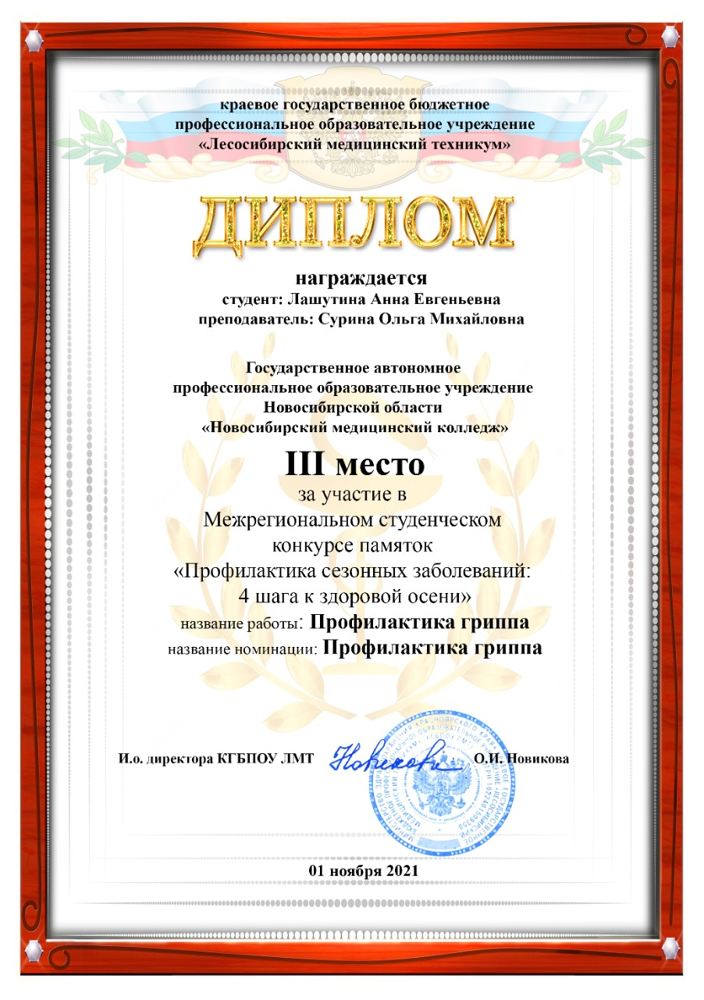 краевое государственное бюджетное
профессиональное образовательное учреждение
«Лесосибирский медицинский техникум»
ДИПЛОМ
награждается
студент: Лашутина Анна Евгеньевна
преподаватель: Сурина Ольга Михайловна
Государственное автономное
профессиональное образовательное учреждение
Новосибирской области
«Новосибирский медицинский колледж»
III место
за участие в
Межрегиональном студенческом
конкурсе памяток
«Профилактика сезонных заболеваний:
4 шага к здоровой осени»
название работы: Профилактика гриппа
название номинации: Профилактика гриппа
И.о. директора КГБПОУ ЛМТ Новикова О.И. Новикова
01 ноября 2021